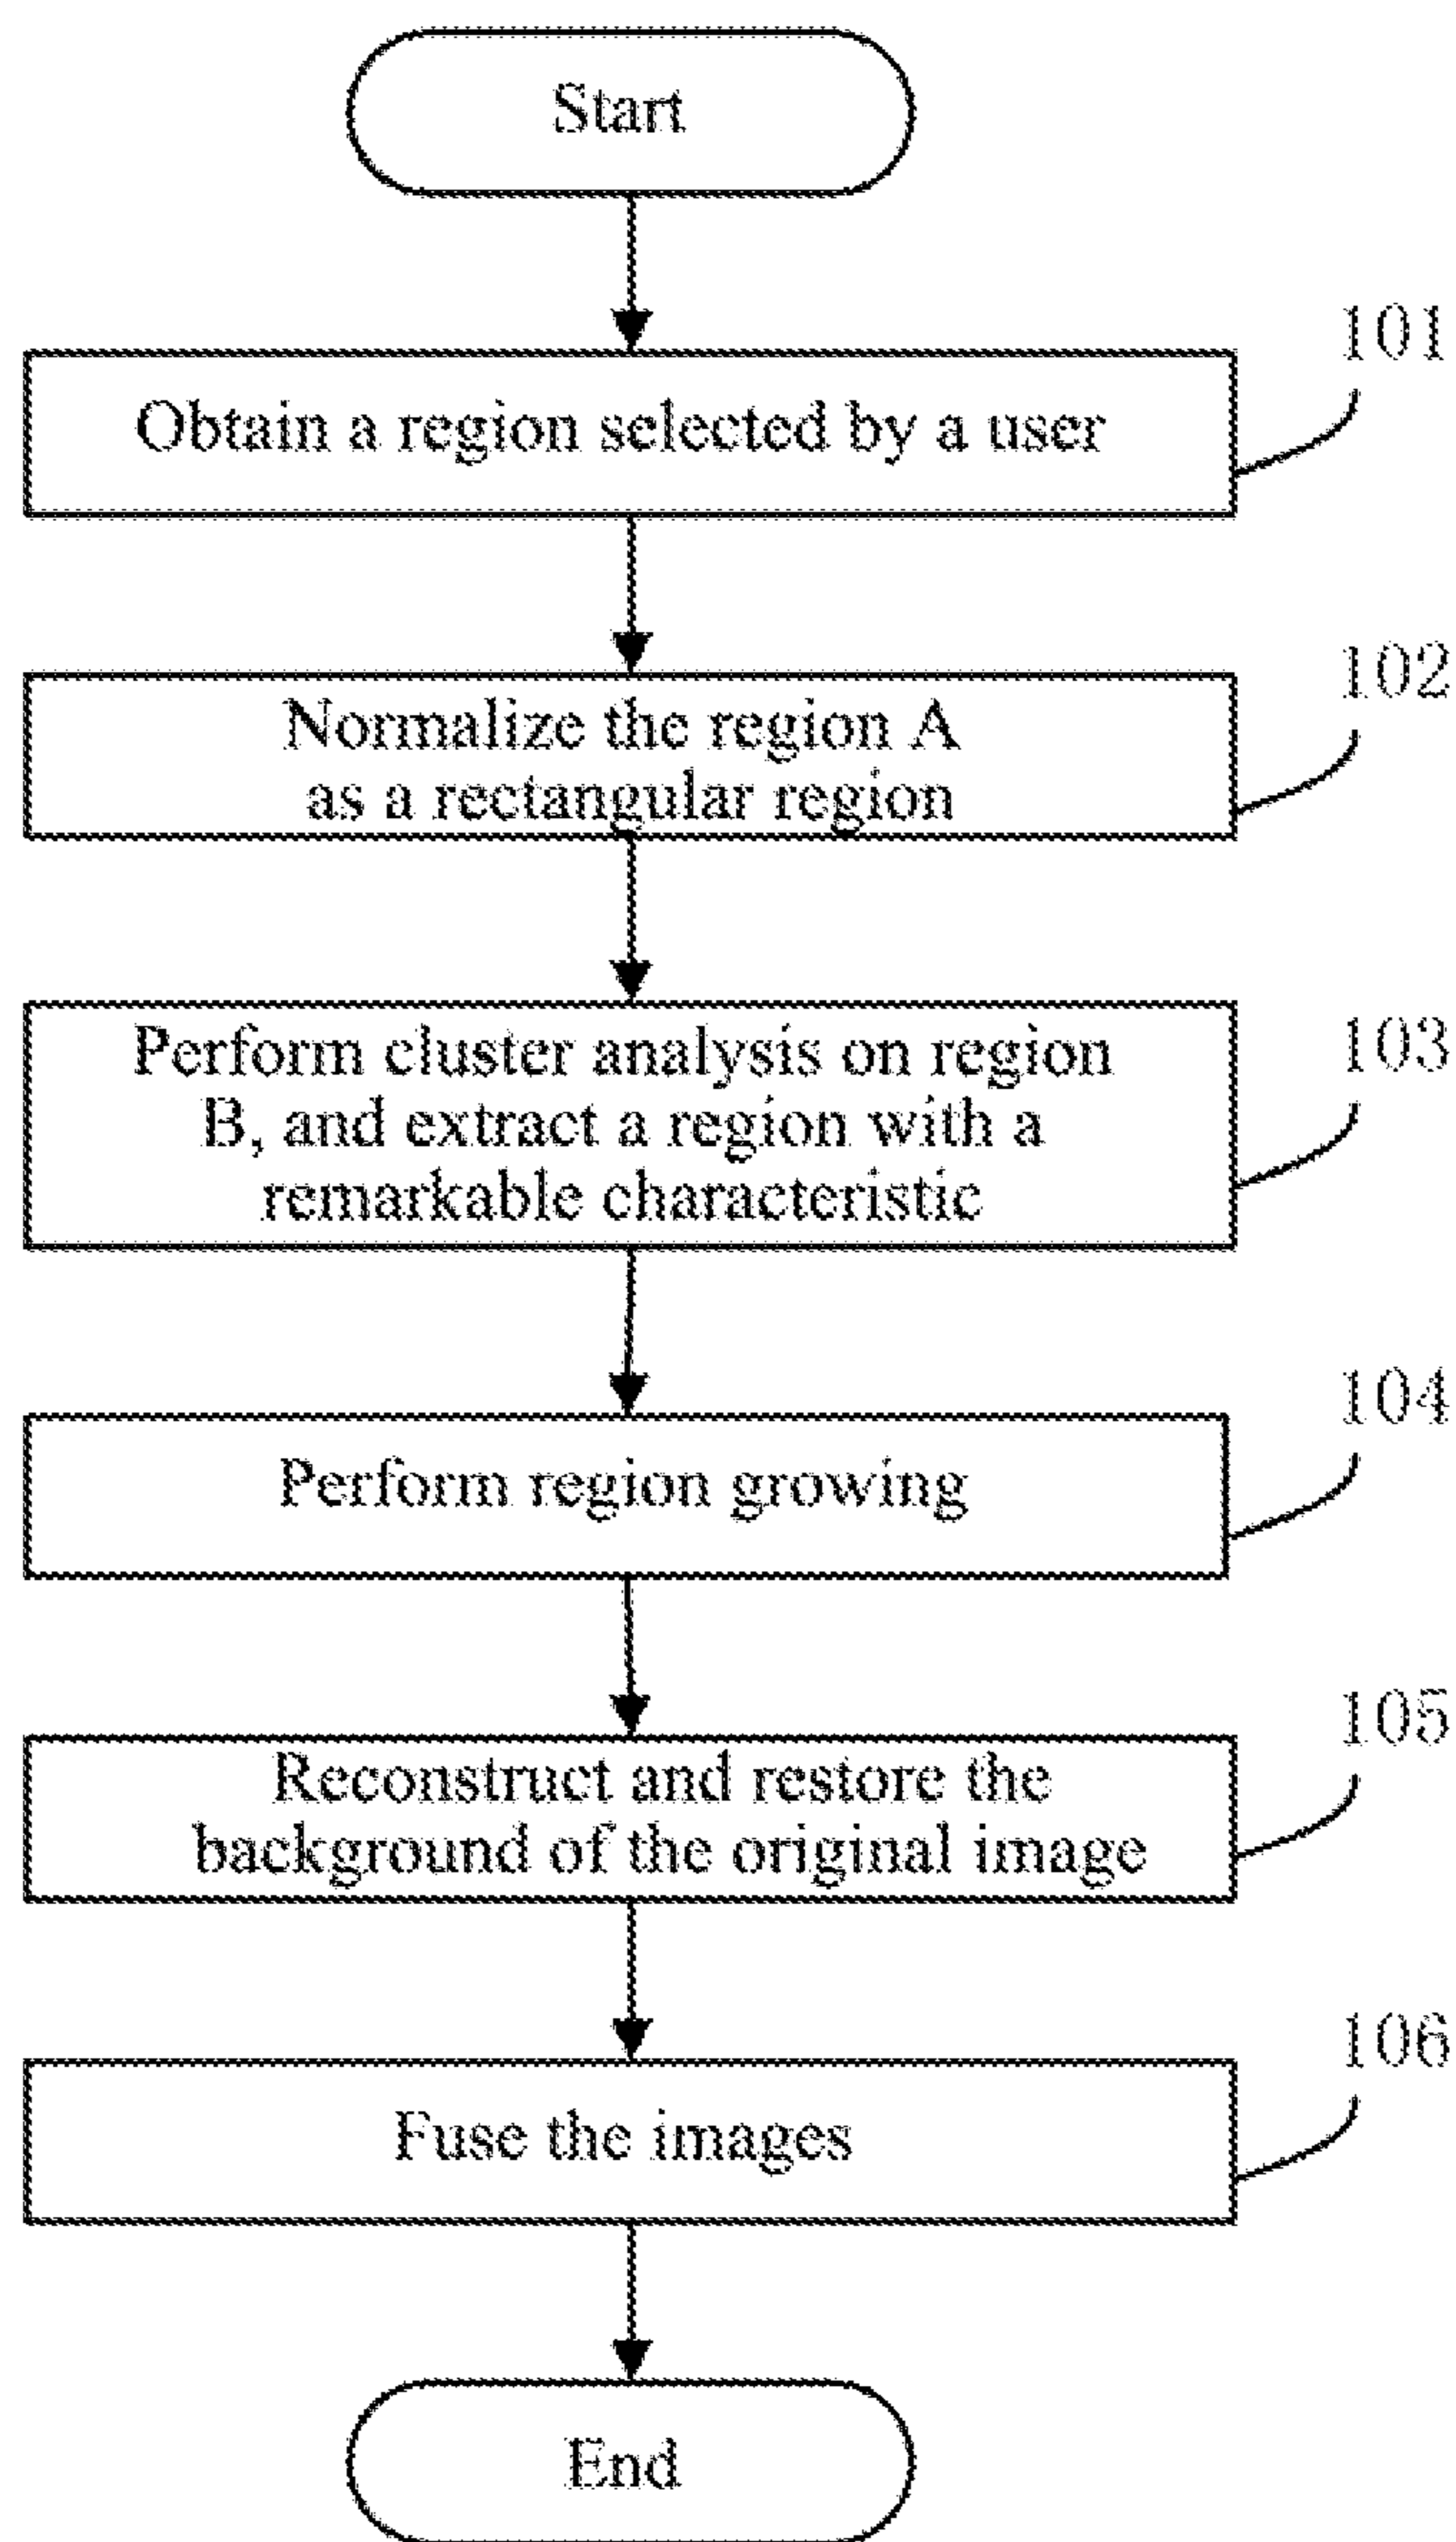 Start
101
Obtain a region selected by a user
102
Normalize the region A
as a rectangular region
103
Perform cluster analysis on region
B, and extract a region with a
remarkable characteristic
104
Perform region growing
105
Reconstruct and restore the
background of the original image
106
Fuse the images
End